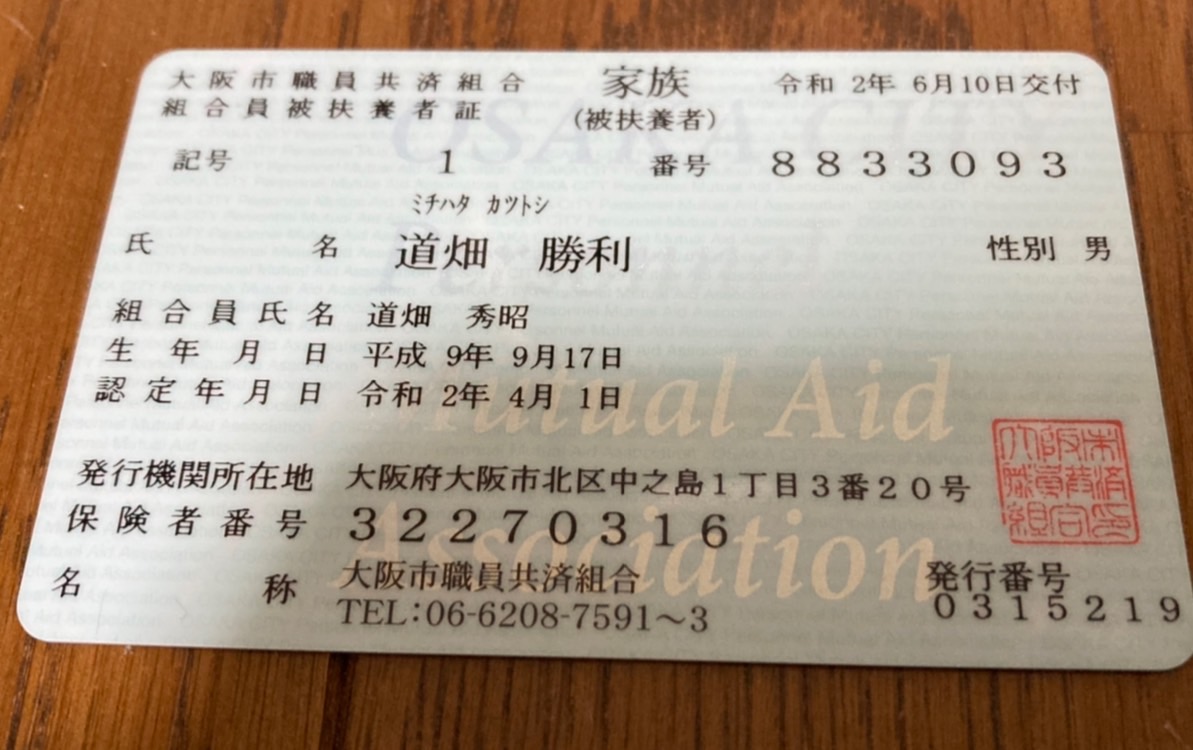 大阪市職員共済組合 家族 令和 2年 6月10日交付
組合員被扶養者証 (被扶養者)
記号 1 番号 8833093
ミチハタ カツトシ
氏名 道畑 勝利 性別 男
組合員氏名 道畑 秀昭
生年月日 平成 9年 9月17日
認定年月日 令和 2年 4月 1日
発行機関所在地 大阪府大阪市北区中之島1丁目3番20号
保険者番号 32270316
名称 大阪市職員共済組合
TEL:06-6208-7591~3
発行番号
0315219
OSAKA CITY
Personnel
Mutual Aid
Association